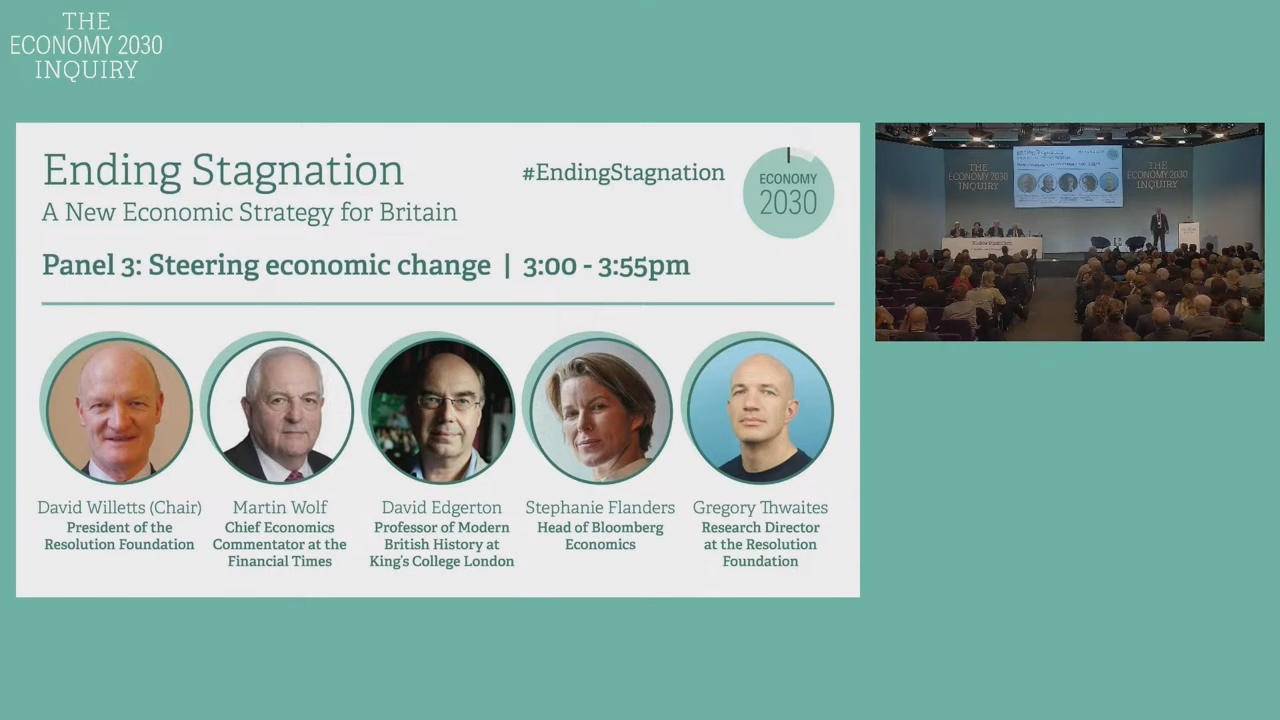 THE
ECONOMY 2030
INQUIRY
Ending Stagnation
#EndingStagnation
A New Economic Strategy for Britain
ECONOMY
2030
Panel 3: Steering economic change | 3:00 - 3:55pm
David Willetts (Chair)
President of the
Resolution Foundation
Martin Wolf
Chief Economics
Commentator at the
Financial Times
David Edgerton
Professor of Modern
British History at
King's College London
Stephanie Flanders
Head of Bloomberg
Economics
Gregory Thwaites
Research Director
at the Resolution
Foundation
THE
ECONOMY 2030
INQUIRY
THE
ECONOMY 2030
INQUIRY